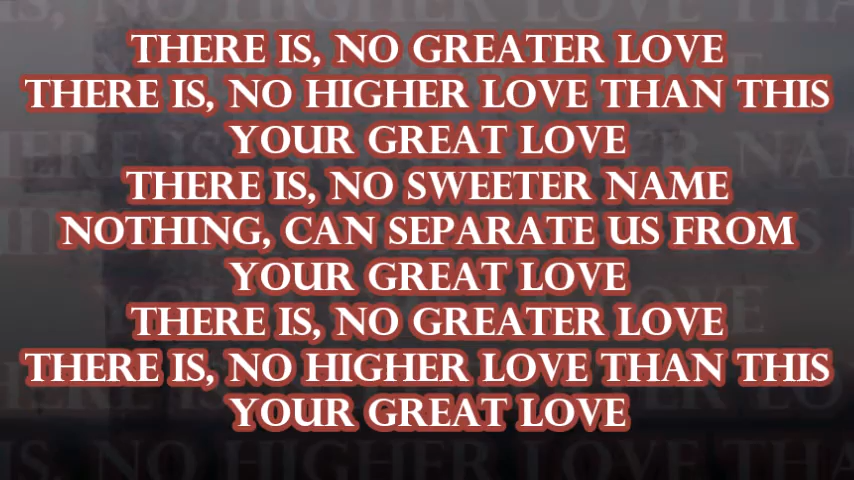 THERE IS, NO GREATER LOVE
THERE IS, NO HIGHER LOVE THAN THIS
YOUR GREAT LOVE
THERE IS, NO SWEETER NAME
NOTHING, CAN SEPARATE US FROM
YOUR GREAT LOVE
THERE IS, NO GREATER LOVE
THERE IS, NO HIGHER LOVE THAN THIS
YOUR GREAT LOVE